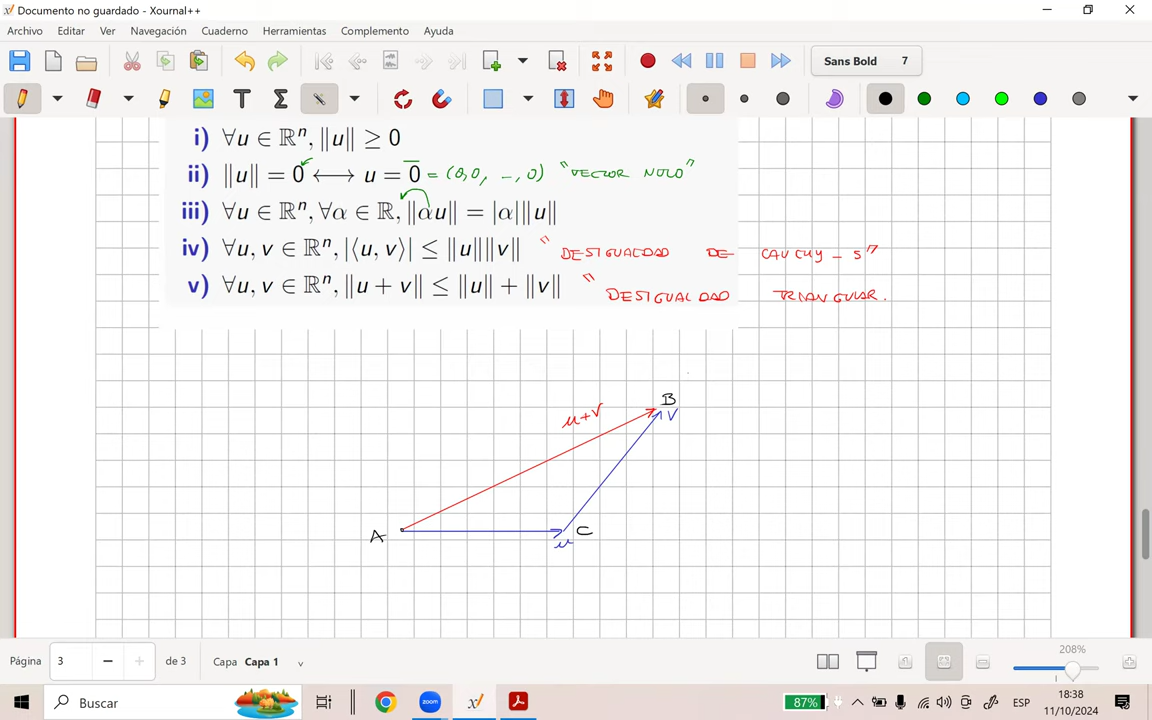 Documento no guardado - Xournal++
Archivo Editar Ver Navegación Cuaderno Herramientas Complemento Ayuda
Sans Bold 7
i) ∀u ∈ ℝⁿ, ‖u‖ ≥ 0
ii) ‖u‖ = 0 ⟷ u = 0̅ = (0,0, –, 0) "VECTOR NULO"
iii) ∀u ∈ ℝⁿ, ∀α ∈ ℝ, ‖αu‖ = |α|‖u‖
iv) ∀u, v ∈ ℝⁿ, |⟨u, v⟩| ≤ ‖u‖‖v‖ "DESIGUALDAD DE CAUCHY – S"
v) ∀u, v ∈ ℝⁿ, ‖u + v‖ ≤ ‖u‖ + ‖v‖ "DESIGUALDAD TRIANGULAR.
B
u+v
v
A
C
u
Página 3 de 3 Capa Capa 1
208%
Buscar
zoom
87%
ESP
18:38
11/10/2024